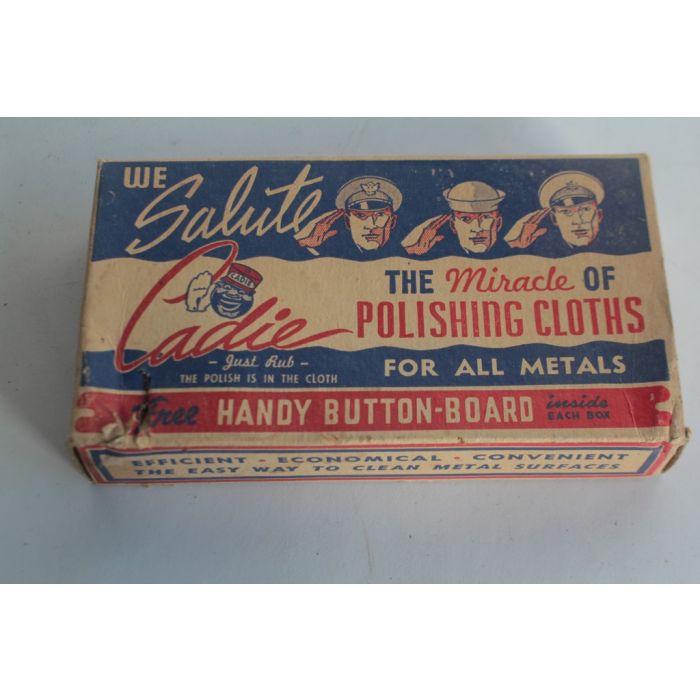 WE
Salute
CADIE
Cadie
THE Miracle OF
POLISHING CLOTHS
- Just Rub -
THE POLISH IS IN THE CLOTH
FOR ALL METALS
Free HANDY BUTTON-BOARD inside
EACH BOX
EFFICIENT - ECONOMICAL - CONVENIENT
THE EASY WAY TO CLEAN METAL SURFACES